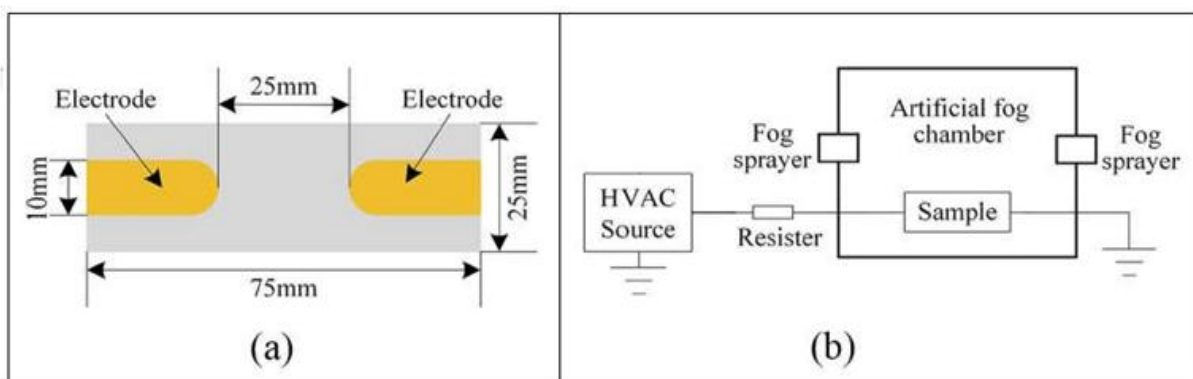 25mm
Electrode
Electrode
10mm
25mm
75mm
(a)
Artificial fog
chamber
Fog
sprayer
Fog
sprayer
HVAC
Source
Resister
Sample
(b)